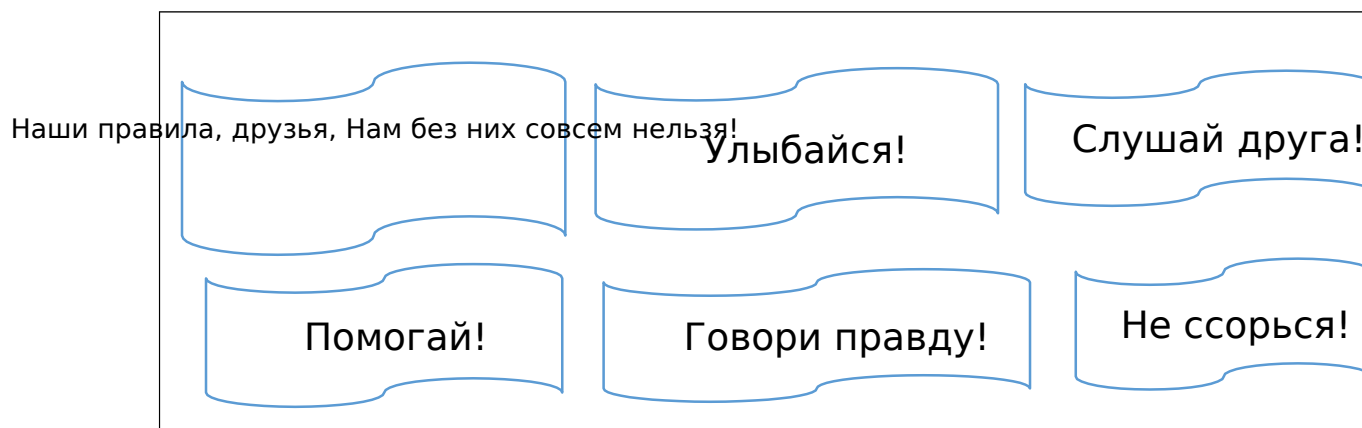 Наши правила, друзья, Нам без них совсем нельзя!
Улыбайся!
Слушай друга!
Помогай!
Говори правду!
Не ссорься!